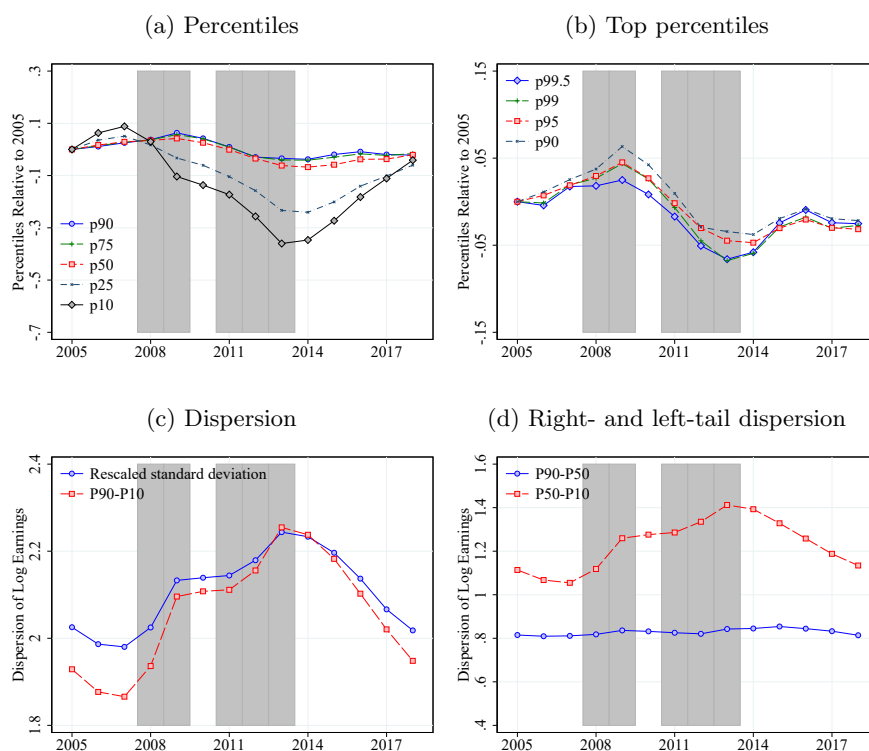 (a) Percentiles
Percentiles Relative to 2005
.3
.1
-.1
-.3
-.5
-.7
p90
p75
p50
p25
p10
2005
2008
2011
2014
2017
(b) Top percentiles
Percentiles Relative to 2005
.15
.05
-.05
-.15
p99.5
p99
p95
p90
2005
2008
2011
2014
2017
(c) Dispersion
Dispersion of Log Earnings
2.4
2.2
2
1.8
Rescaled standard deviation
P90-P10
2005
2008
2011
2014
2017
(d) Right- and left-tail dispersion
Dispersion of Log Earnings
1.6
1.4
1.2
1
.8
.6
.4
P90-P50
P50-P10
2005
2008
2011
2014
2017